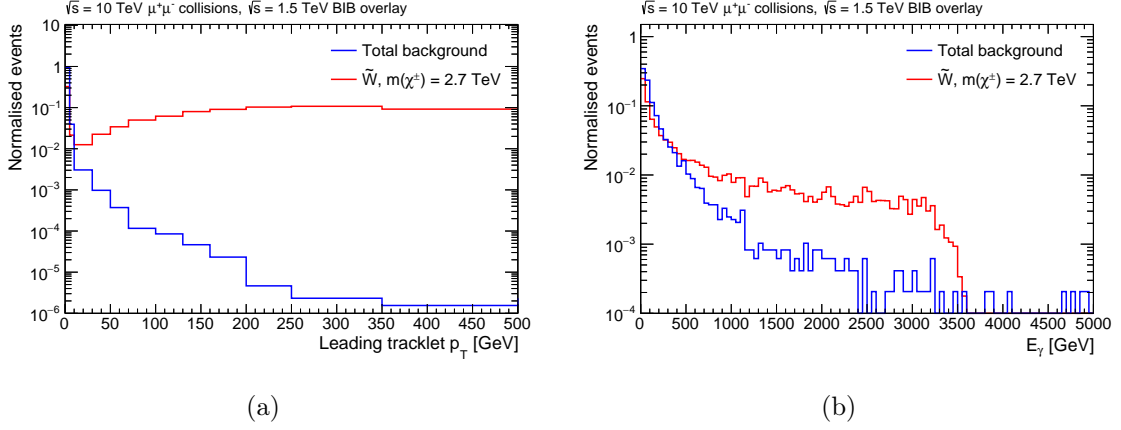 √s = 10 TeV μ⁺μ⁻ collisions, √s = 1.5 TeV BIB overlay
Normalised events
10
1
10⁻¹
10⁻²
10⁻³
10⁻⁴
10⁻⁵
10⁻⁶
Total background
W̃, m(χ±) = 2.7 TeV
0 50 100 150 200 250 300 350 400 450 500
Leading tracklet p_T [GeV]
(a)
√s = 10 TeV μ⁺μ⁻ collisions, √s = 1.5 TeV BIB overlay
Normalised events
1
10⁻¹
10⁻²
10⁻³
10⁻⁴
Total background
W̃, m(χ±) = 2.7 TeV
0 500 1000 1500 2000 2500 3000 3500 4000 4500 5000
E_γ [GeV]
(b)